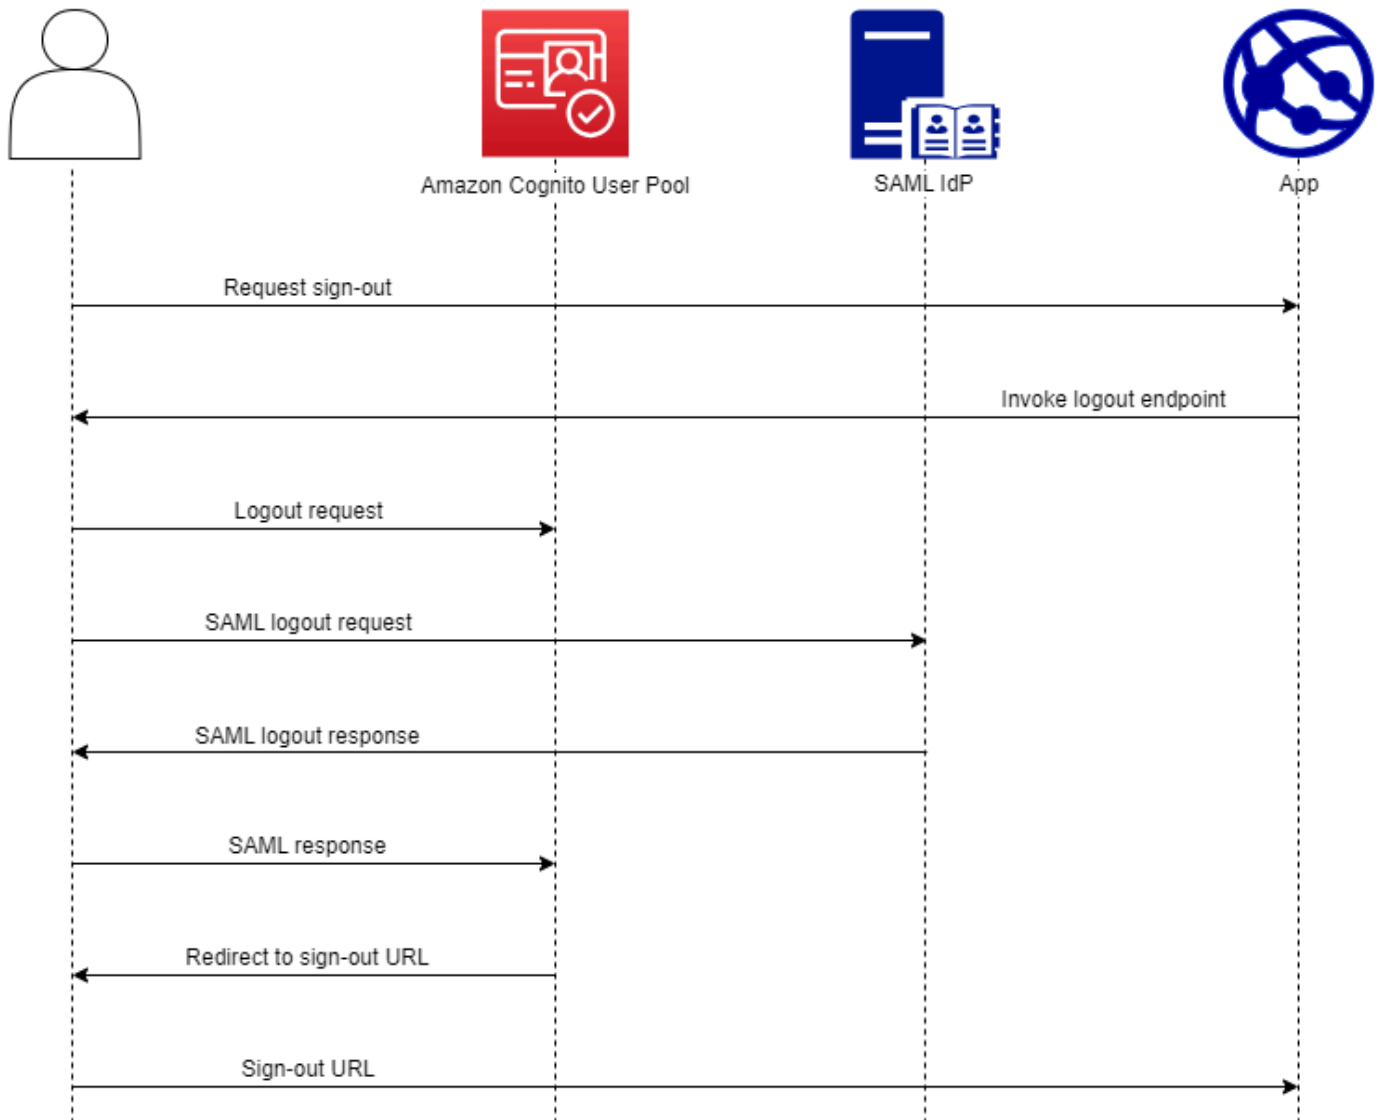 Amazon Cognito User Pool
SAML IdP
App
Request sign-out
Invoke logout endpoint
Logout request
SAML logout request
SAML logout response
SAML response
Redirect to sign-out URL
Sign-out URL